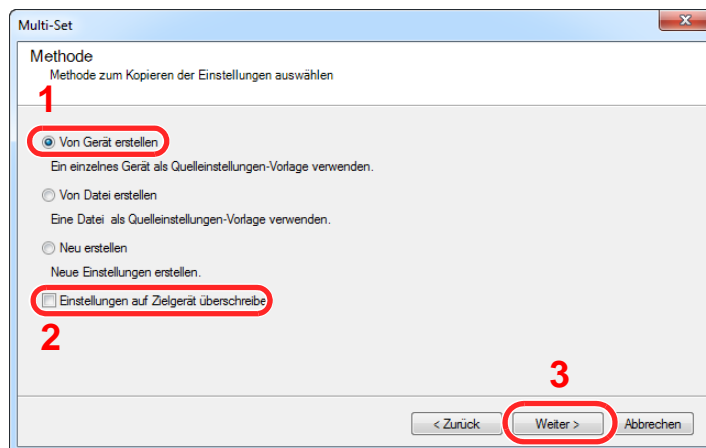 Multi-Set
Methode
Methode zum Kopieren der Einstellungen auswählen
1
Von Gerät erstellen
Ein einzelnes Gerät als Quelleinstellungen-Vorlage verwenden.
Von Datei erstellen
Eine Datei als Quelleinstellungen-Vorlage verwenden.
Neu erstellen
Neue Einstellungen erstellen.
Einstellungen auf Zielgerät überschreibe
2
3
< Zurück Weiter > Abbrechen